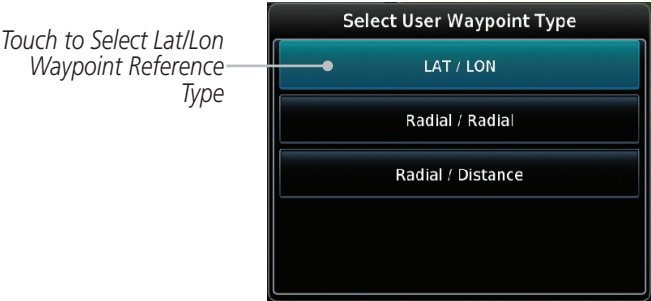 Touch to Select Lat/Lon
Waypoint Reference
Type
Select User Waypoint Type
LAT / LON
Radial / Radial
Radial / Distance